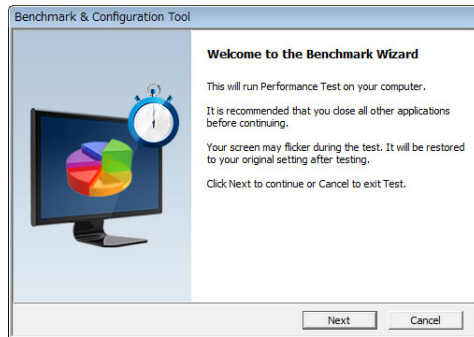 Benchmark & Configuration Tool
Welcome to the Benchmark Wizard
This will run Performance Test on your computer.
It is recommended that you close all other applications
before continuing.
Your screen may flicker during the test. It will be restored
to your original setting after testing.
Click Next to continue or Cancel to exit Test.
Next
Cancel